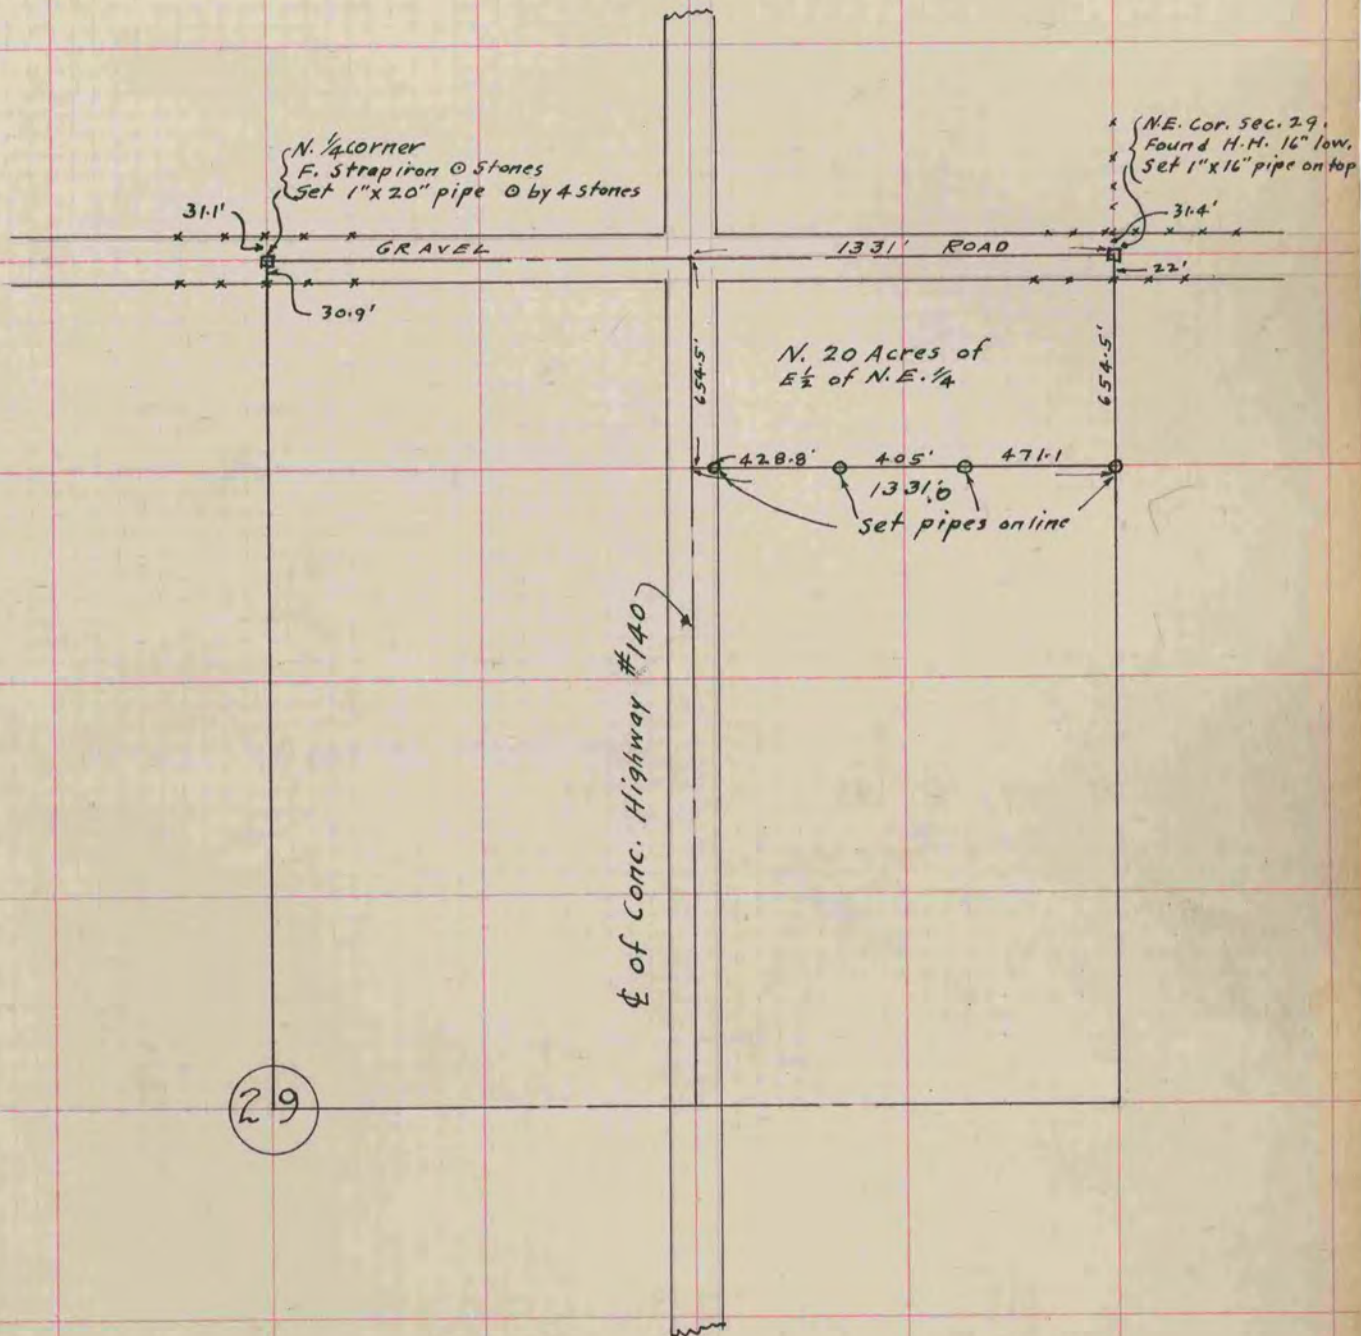 N. 1/4 corner
F. Strap iron ⊙ Stones
Set 1"x 20" pipe ⊙ by 4 stones
N.E. Cor. Sec. 29.
Found H.H. 16" low.
Set 1"x 16" pipe on top
31.1'
31.4'
GRAVEL
1331' ROAD
22'
30.9'
N. 20 Acres of
E ½ of N.E. 1/4
654.5'
654.5'
428.8' 405' 471.1
1331.0'
Set pipes on line
℄ of Conc. Highway #140
29